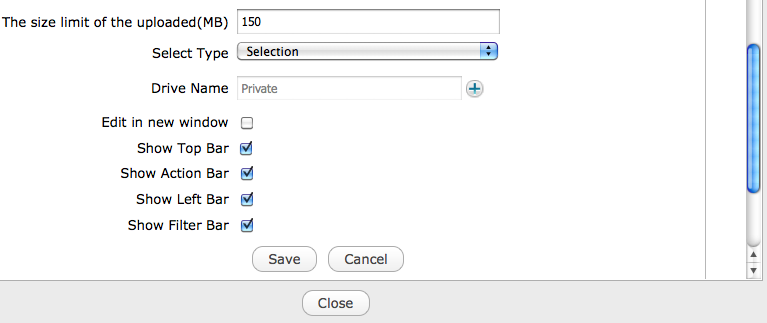 The size limit of the uploaded(MB) 150
Select Type Selection
Drive Name Private
Edit in new window
Show Top Bar
Show Action Bar
Show Left Bar
Show Filter Bar
Save Cancel
Close